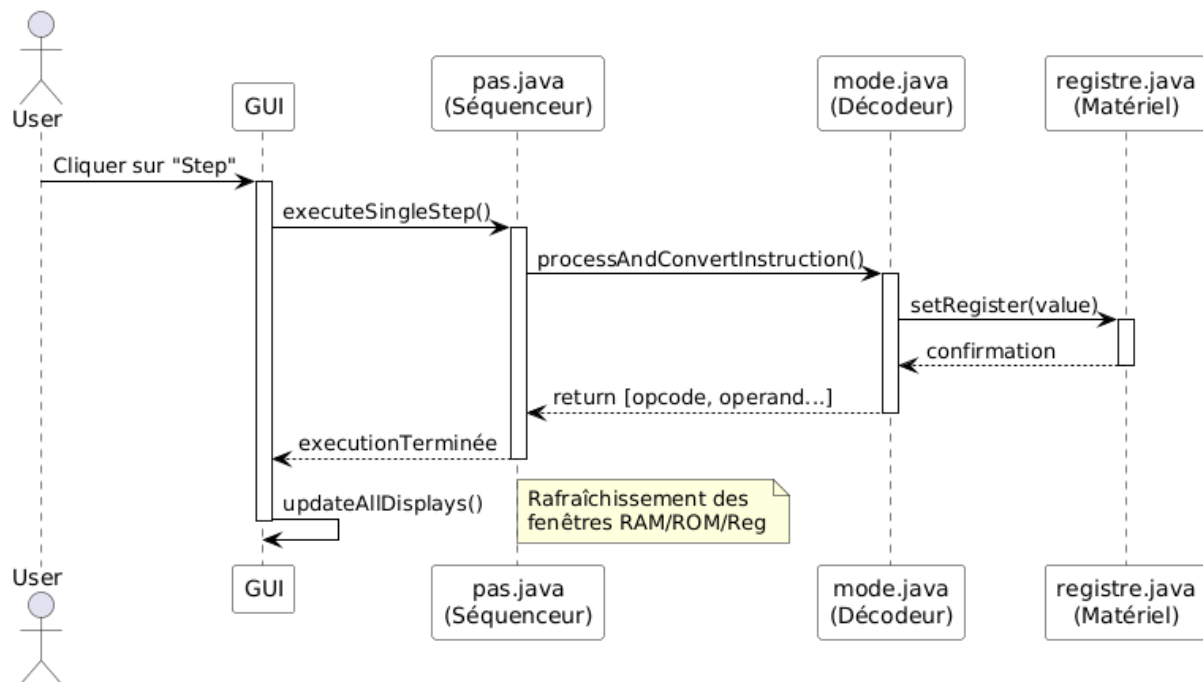 User
GUI
pas.java
(Séquenceur)
mode.java
(Décodeur)
registre.java
(Matériel)
Cliquer sur "Step"
executeSingleStep()
processAndConvertInstruction()
setRegister(value)
confirmation
return [opcode, operand...]
executionTerminée
updateAllDisplays()
Rafraîchissement des
fenêtres RAM/ROM/Reg
User
GUI
pas.java
(Séquenceur)
mode.java
(Décodeur)
registre.java
(Matériel)